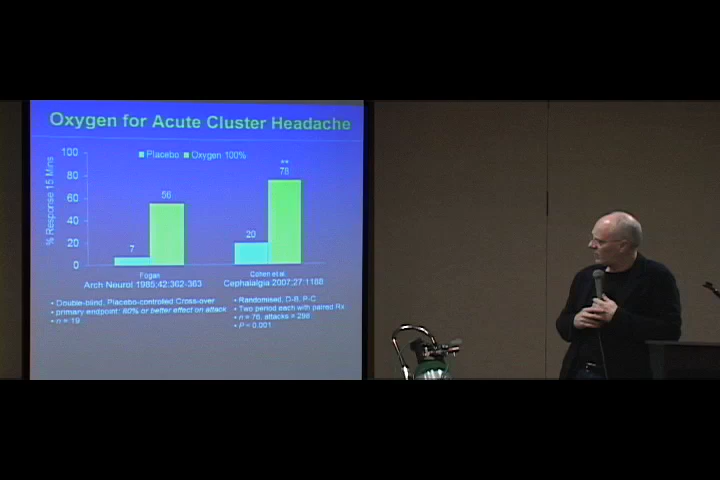 Oxygen for Acute Cluster Headache
% Response 15 Mins
100
80
60
40
20
0
Placebo Oxygen 100%
7
56
20
**
78
Fogan
Arch Neurol 1985;42:362-363
Cohen et al.
Cephalalgia 2007;27:1188
• Double-blind, Placebo-controlled Cross-over
• primary endpoint: 80% or better effect on attack
• n = 19
• Randomised, D-B, P-C
• Two period each with paired Rx
• n = 76, attacks = 298
• P = 0.001